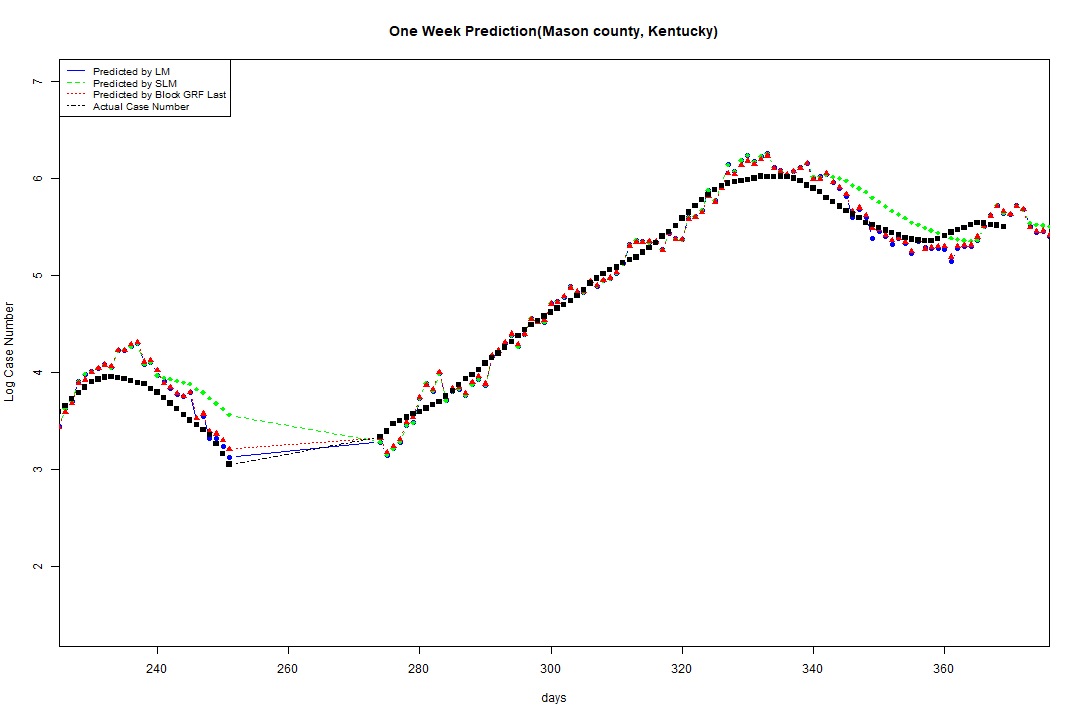 One Week Prediction(Mason county, Kentucky)
Predicted by LM
Predicted by SLM
Predicted by Block GRF Last
Actual Case Number
7
6
5
4
3
2
Log Case Number
240 260 280 300 320 340 360
days